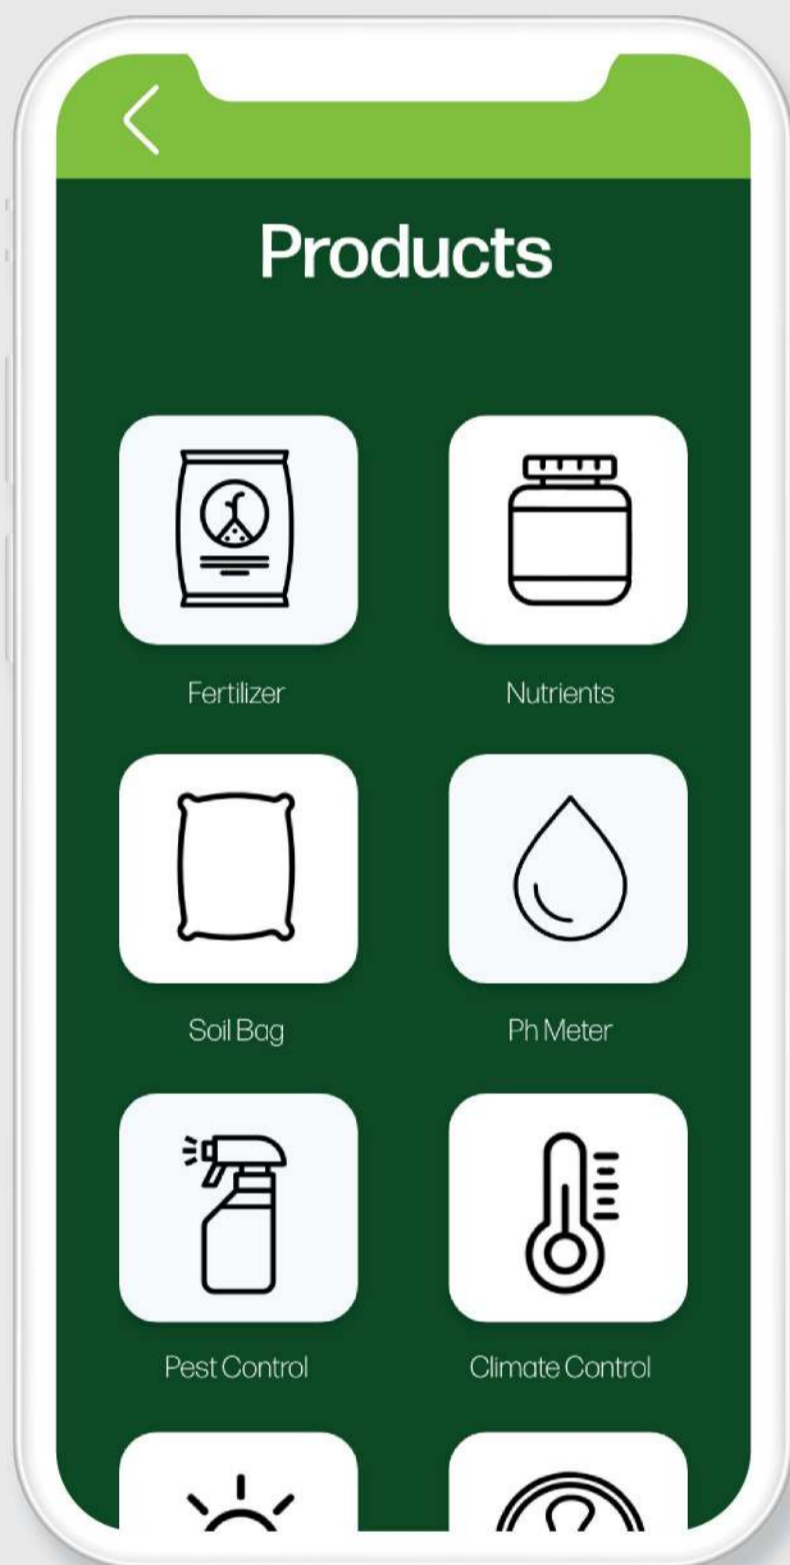 Products
Fertilizer
Nutrients
Soil Bag
Ph Meter
Pest Control
Climate Control